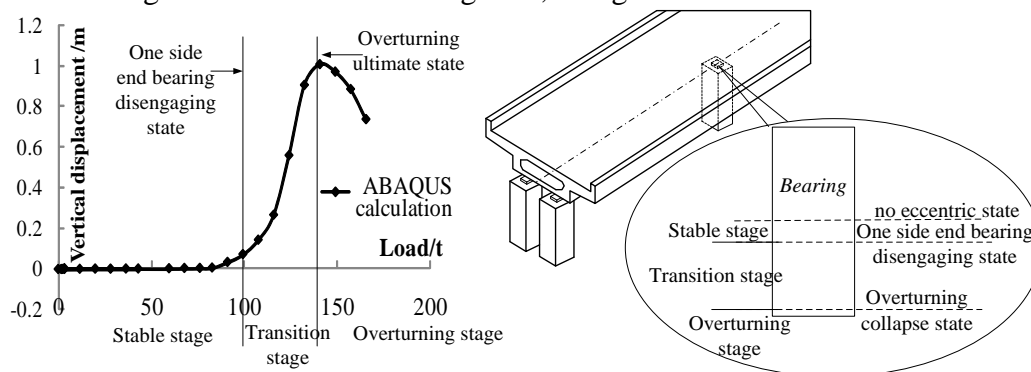 1.2
1
0.8
0.6
0.4
0.2
0
-0.2
Vertical displacement /m
One side
end bearing
disengaging
state
Overturning
ultimate state
ABAQUS
calculation
Load/t
0
50
100
150
200
Stable stage
Transition
stage
Overturning stage
Bearing
no eccentric state
Stable stage
One side end bearing
disengaging state
Transition stage
Overturning
collapse state
Overturning
stage